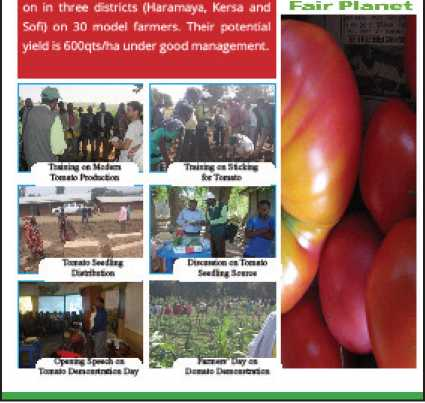 on in three districts (Haramaya, Kersa and
Sofi) on 30 model farmers. Their potential
yield is 600qts/ha under good management.
Fair Planet
Training on Modern
Tomato Production
Training on Sticking
for Tomato
Tomato Seedling
Distribution
Discussion on Tomato
Seedling Source
Opening Speech on
Tomato Demonstration Day
Farmers' Day on
Domato Demonstration